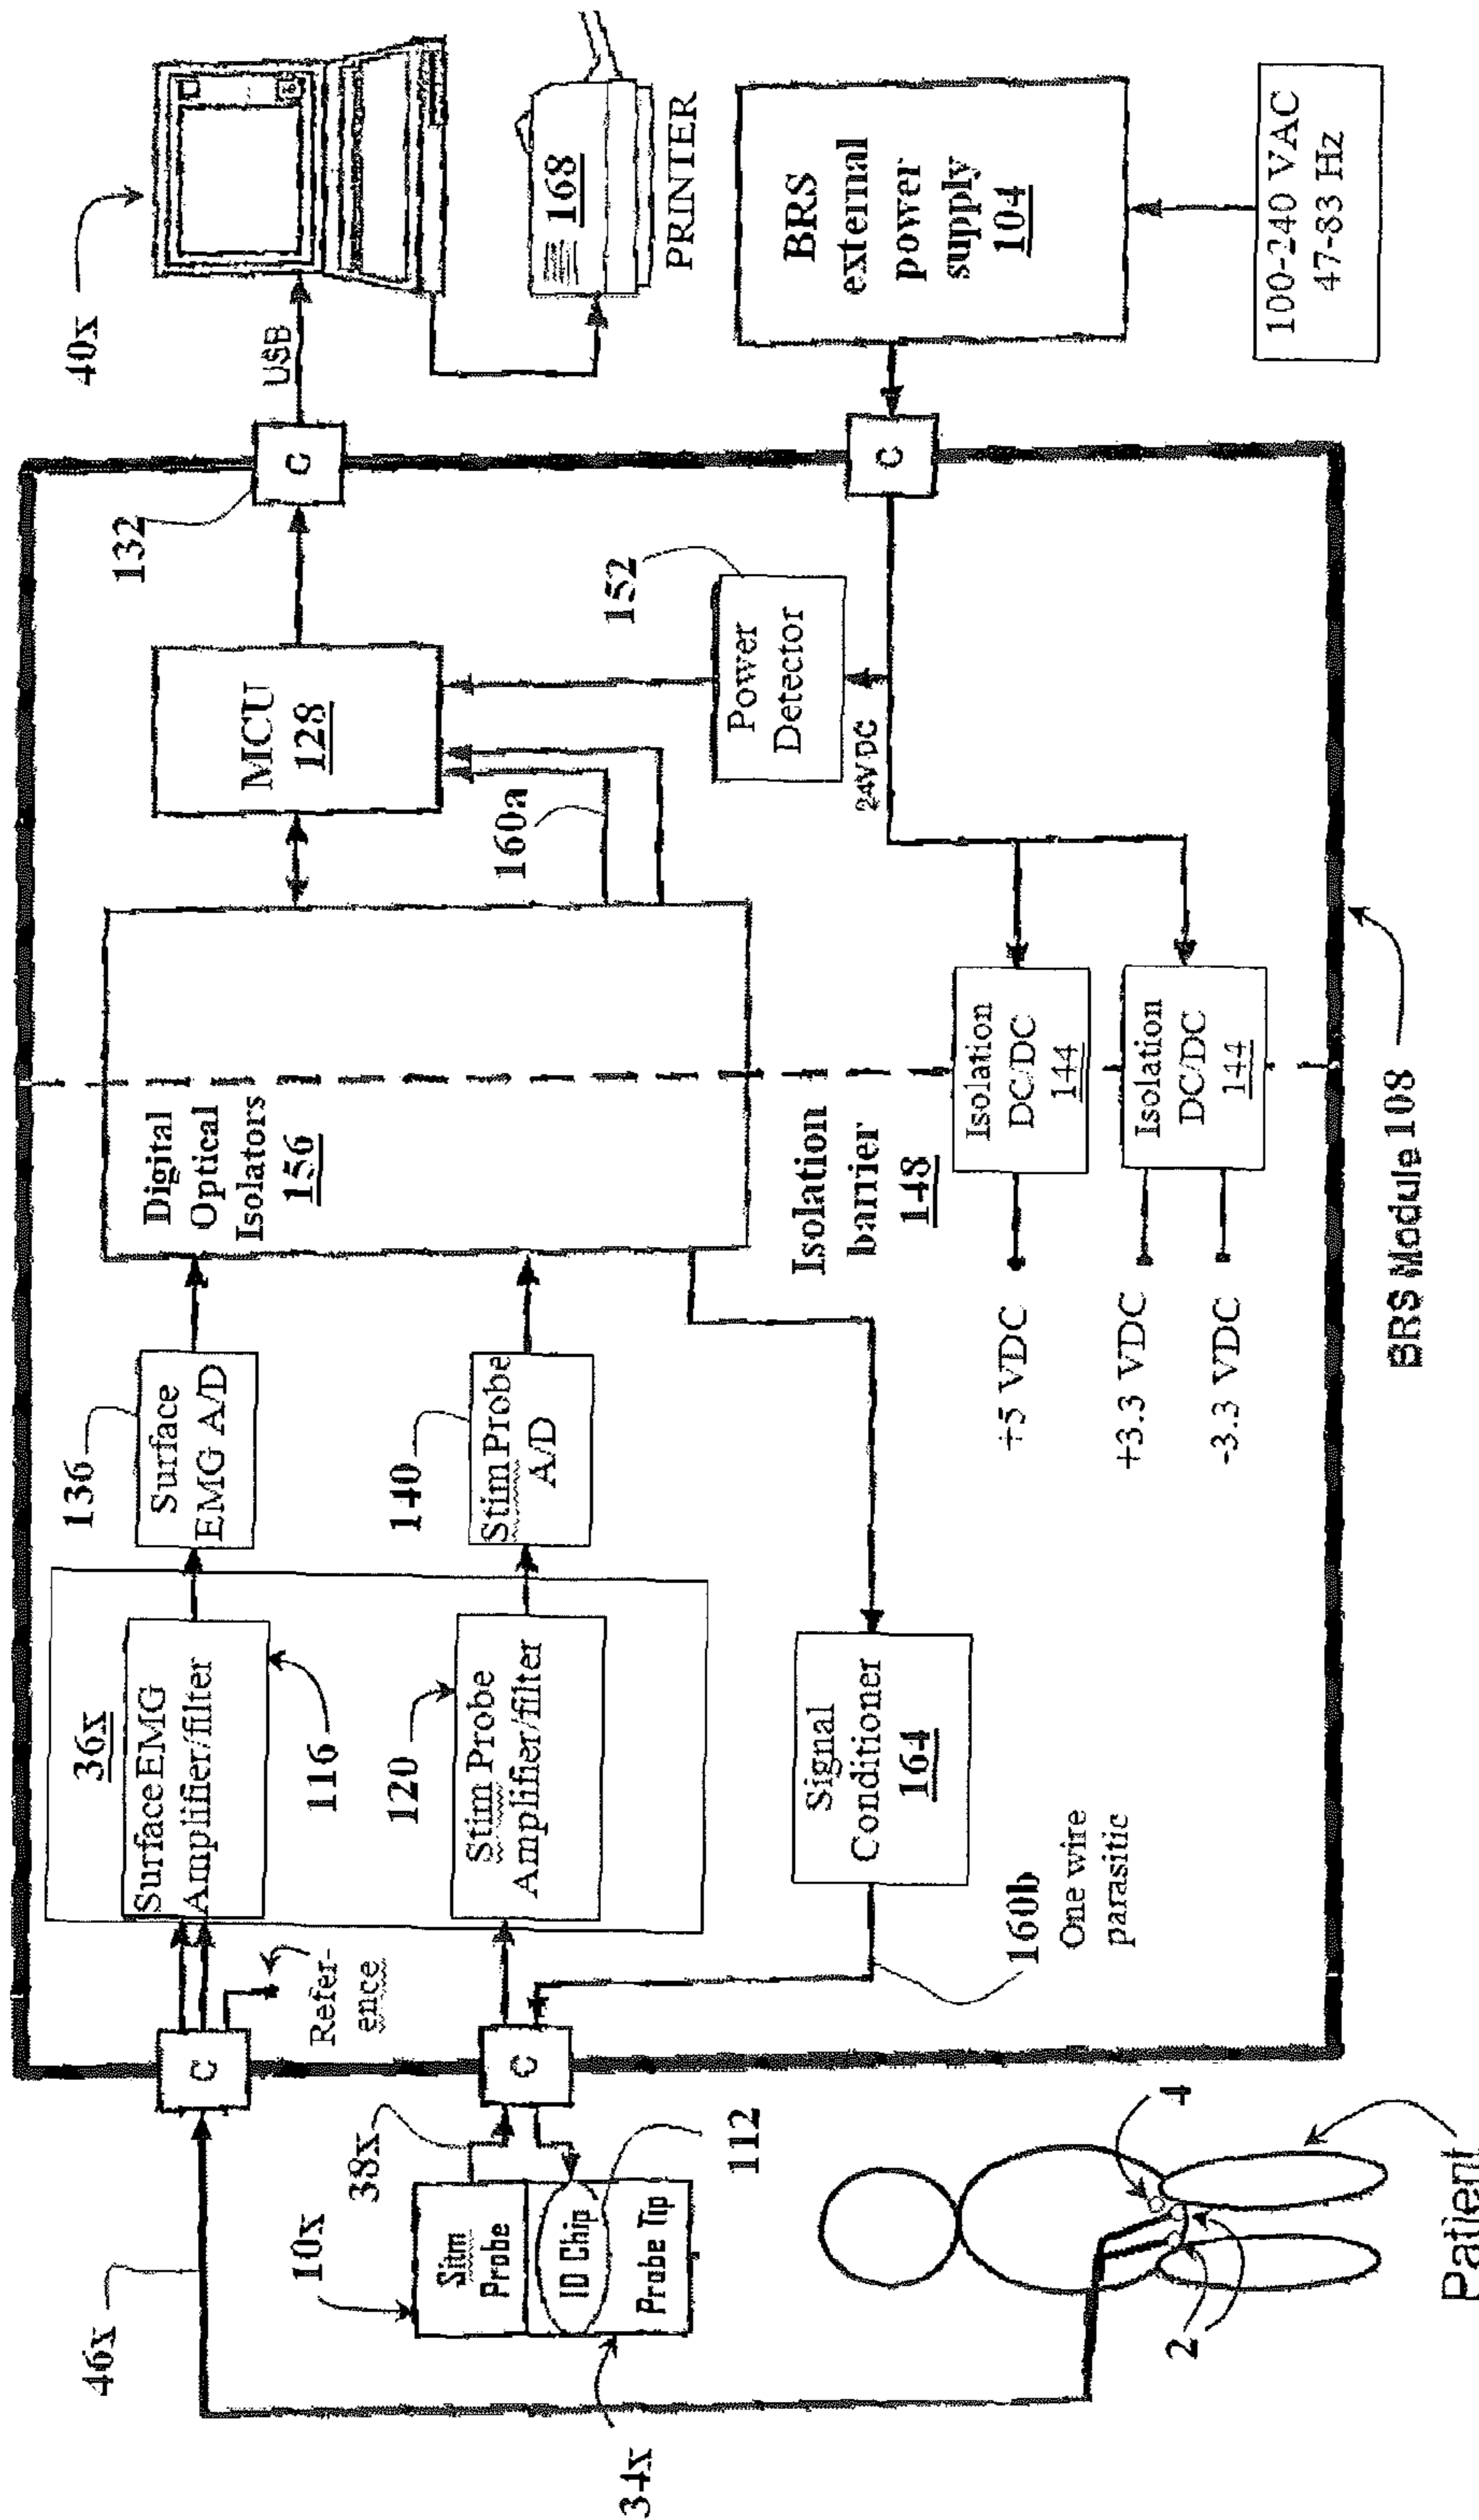 46x
10x
38x
Sitm
Probe
ID Chip
Probe Tip
34x
112
Patient
2
4
C
Refer-
ence
C
36x
Surface EMG
Amplifier/filter
116
120
Stim Probe
Amplifier/filter
136
Surface
EMG A/D
140
Stim Probe
A/D
Signal
Conditioner
164
160b
One wire
parasitic
Digital
Optical
Isolators
156
Isolation
barrier
148
Isolation
DC/DC
144
Isolation
DC/DC
144
+5 VDC
+3.3 VDC
-3.3 VDC
BRS Module 108
MCU
128
160a
Power
Detector
152
24VDC
132
C
USB
C
40x
168
PRINTER
BRS
external
power
supply
104
100-240 VAC
47-83 Hz